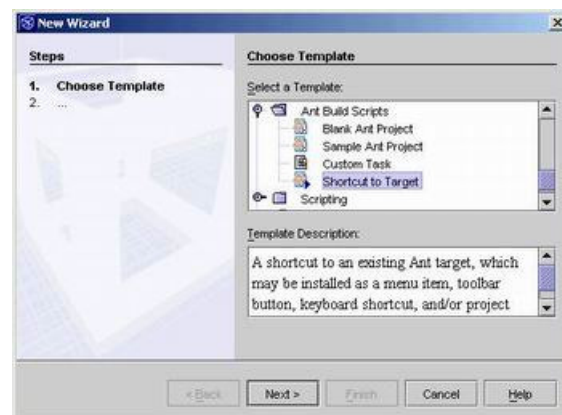 New Wizard
Steps
1. Choose Template
2. ...
Choose Template
Select a Template:
Ant Build Scripts
Blank Ant Project
Sample Ant Project
Custom Task
Shortcut to Target
Scripting
Template Description:
A shortcut to an existing Ant target, which
may be installed as a menu item, toolbar
button, keyboard shortcut, and/or project
< Back
Next >
Finish
Cancel
Help